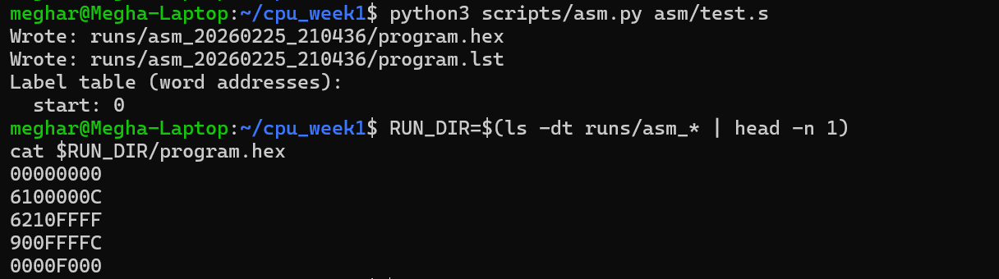 meghar@Megha-Laptop:~/cpu_week1$ python3 scripts/asm.py asm/test.s
Wrote: runs/asm_20260225_210436/program.hex
Wrote: runs/asm_20260225_210436/program.lst
Label table (word addresses):
  start: 0
meghar@Megha-Laptop:~/cpu_week1$ RUN_DIR=$(ls -dt runs/asm_* | head -n 1)
cat $RUN_DIR/program.hex
00000000
6100000C
6210FFFF
900FFFFC
0000F000